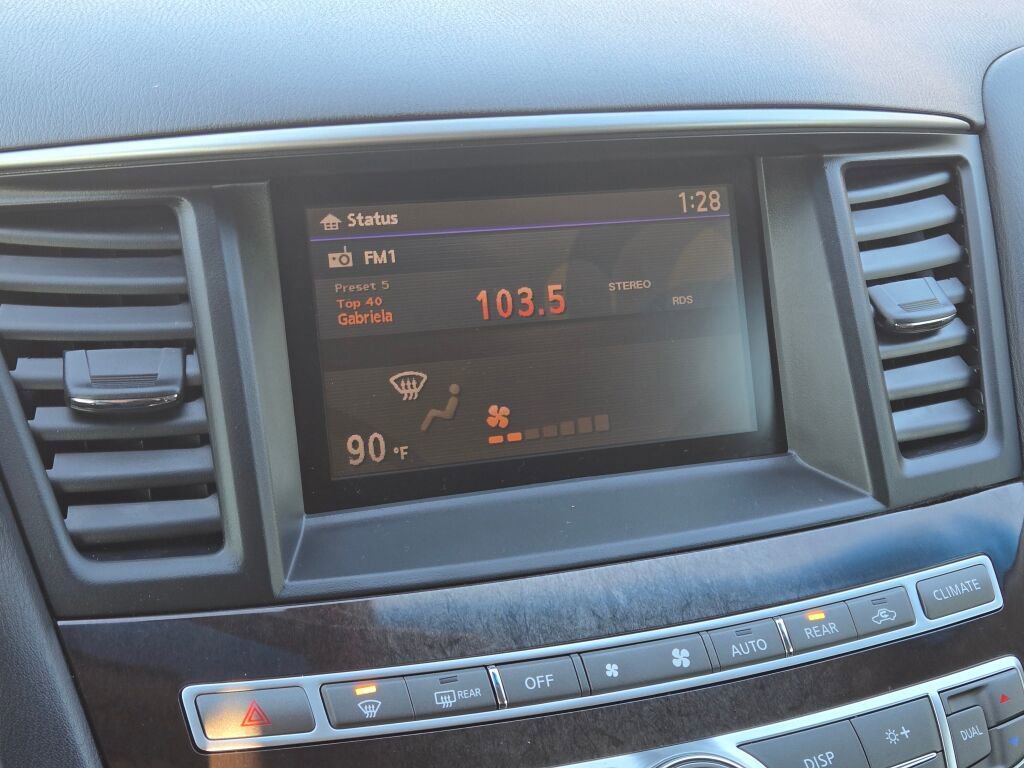 Status 1:28
FM1
Preset 5
Top 40
Gabriela
103.5
STEREO
RDS
90 °F
REAR
OFF
AUTO
REAR
CLIMATE
DISP
DUAL